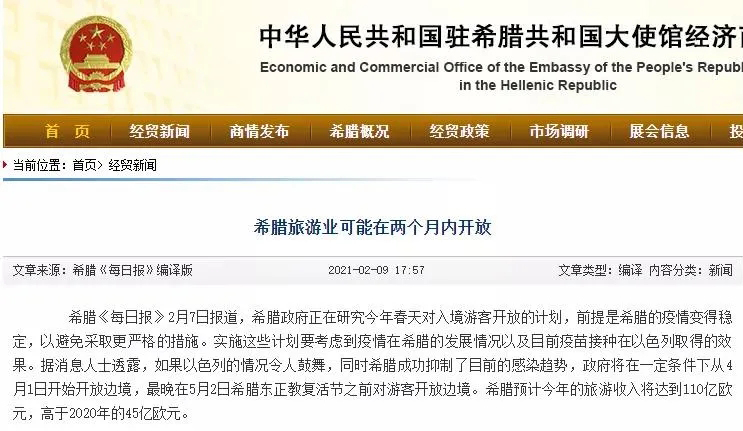 中华人民共和国驻希腊共和国大使馆经济
Economic and Commercial Office of the Embassy of the People's Repu
in the Hellenic Republic
首 页 经贸新闻 商情发布 希腊概况 经贸政策 市场调研 展会信息 投
当前位置：首页> 经贸新闻
希腊旅游业可能在两个月内开放
文章来源：希腊《每日报》编译版 2021-02-09 17:57 文章类型：编译 内容分类：新闻
希腊《每日报》2月7日报道，希腊政府正在研究今年春天对入境游客开放的计划，前提是希腊的疫情变得稳
定，以避免采取更严格的措施。实施这些计划要考虑到疫情在希腊的发展情况以及目前疫苗接种在以色列取得的效
果。据消息人士透露，如果以色列的情况令人鼓舞，同时希腊成功抑制了目前的感染趋势，政府将在一定条件下从4
月1日开始开放边境，最晚在5月2日希腊东正教复活节之前对游客开放边境。希腊预计今年的旅游收入将达到110亿欧
元，高于2020年的45亿欧元。